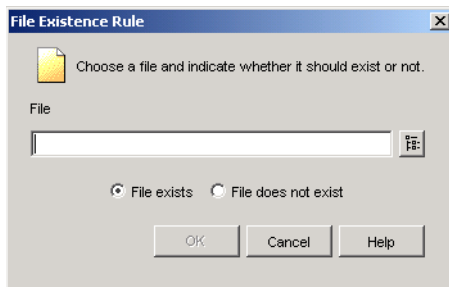 File Existence Rule
Choose a file and indicate whether it should exist or not.
File
File exists File does not exist
OK Cancel Help